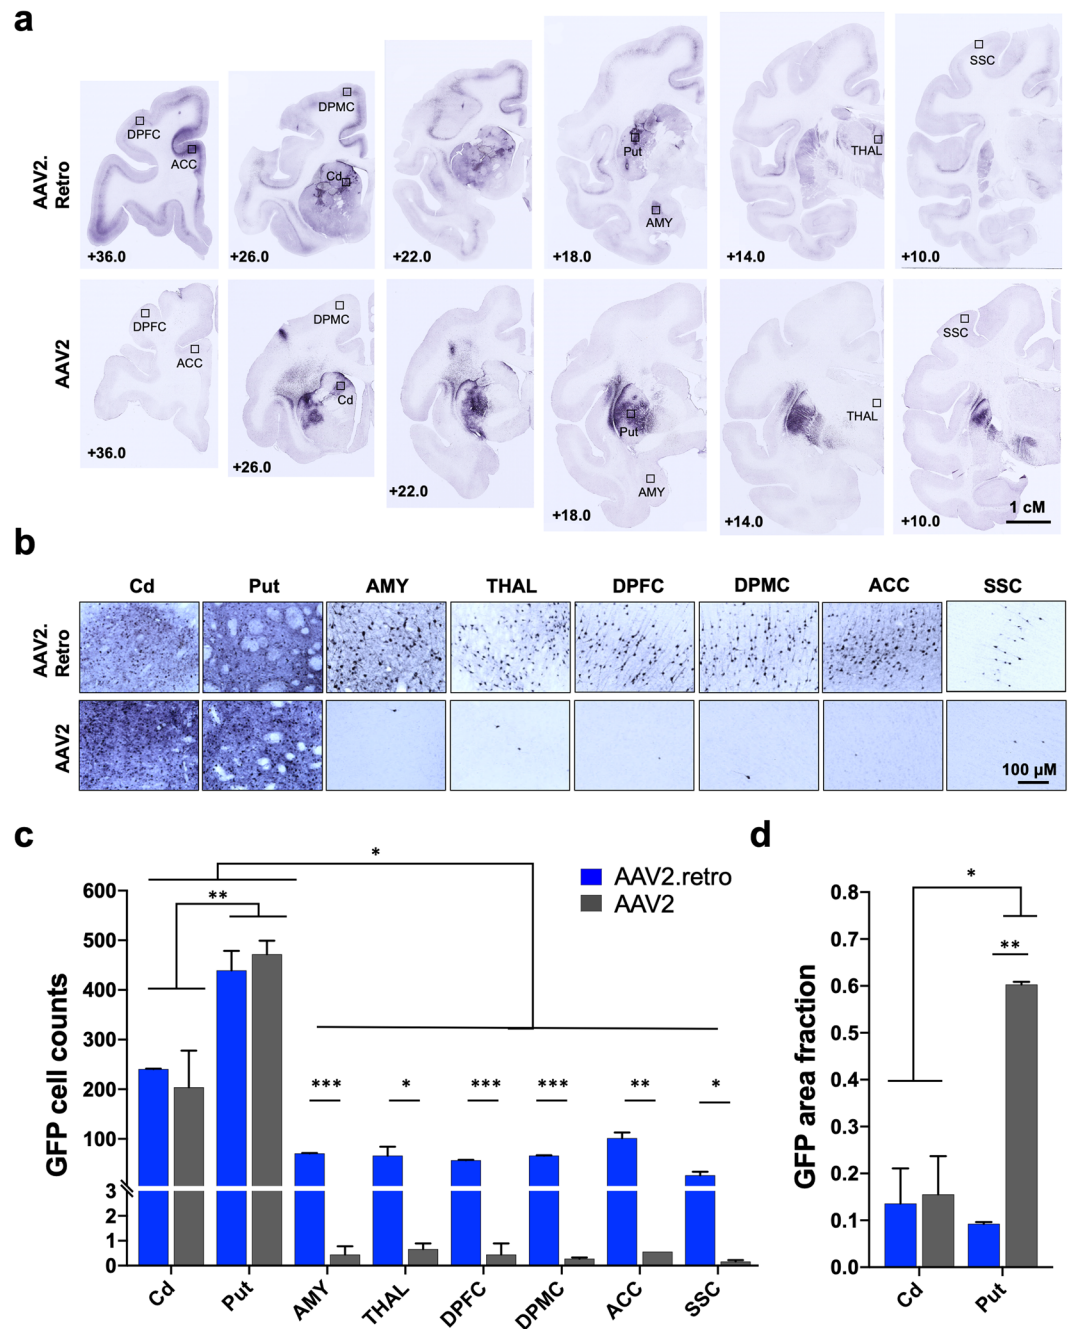 a
AAV2.
Retro
DPFC
ACC
+36.0
DPMC
Cd
+26.0
+22.0
Put
AMY
+18.0
THAL
+14.0
SSC
+10.0
AAV2
DPFC
ACC
+36.0
DPMC
Cd
+26.0
+22.0
Put
AMY
+18.0
THAL
+14.0
SSC
1 cM
+10.0
b
Cd Put AMY THAL DPFC DPMC ACC SSC
AAV2.
Retro
AAV2
100 µM
c
GFP cell counts
600
500
400
300
200
100
3
2
1
0
*
**
*** * *** *** ** *
AAV2.retro
AAV2
Cd Put AMY THAL DPFC DPMC ACC SSC
d
GFP area fraction
0.8
0.7
0.6
0.5
0.4
0.3
0.2
0.1
0.0
*
**
Cd Put